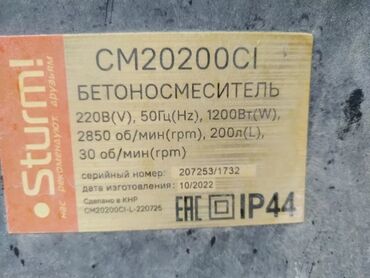 Sturm!
нас рекомендуют друзьям
CM20200CI
БЕТОНОСМЕСИТЕЛЬ
220В(V), 50Гц(Hz), 1200Вт(W),
2850 об/мин(rpm), 200л(L),
30 об/мин(rpm)
серийный номер: 207253/1732
дата изготовления: 10/2022
Сделано в КНР
CM20200CI-L-220725
EAC IP44